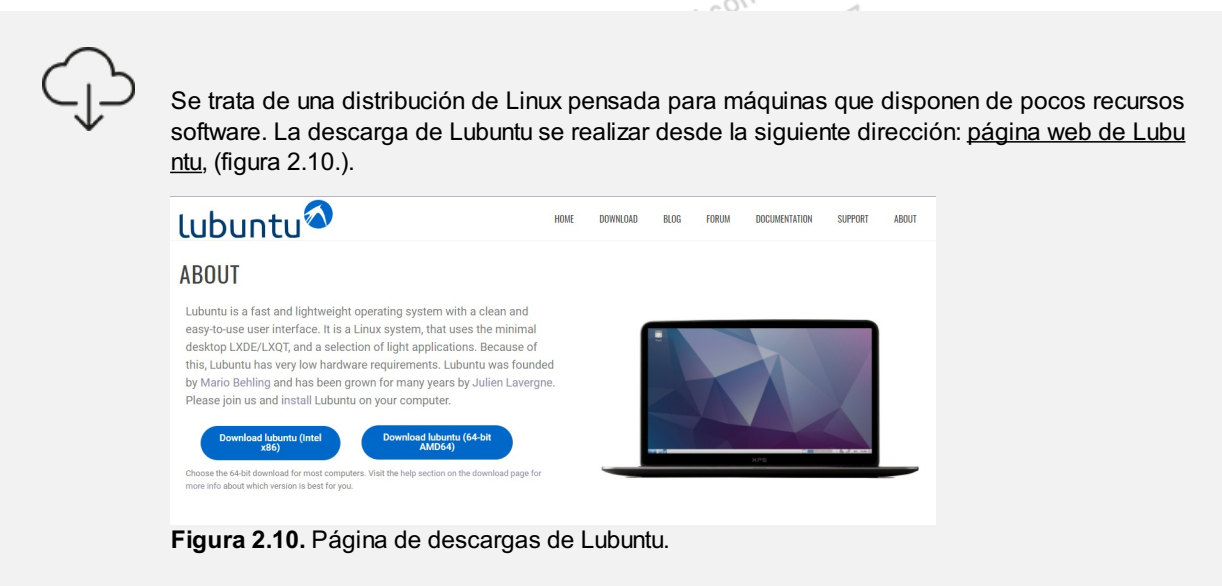 Se trata de una distribución de Linux pensada para máquinas que disponen de pocos recursos
software. La descarga de Lubuntu se realizar desde la siguiente dirección: página web de Lubu
ntu, (figura 2.10.).
lubuntu
HOME DOWNLOAD BLOG FORUM DOCUMENTATION SUPPORT ABOUT
ABOUT
Lubuntu is a fast and lightweight operating system with a clean and
easy-to-use user interface. It is a Linux system, that uses the minimal
desktop LXDE/LXQT, and a selection of light applications. Because of
this, Lubuntu has very low hardware requirements. Lubuntu was founded
by Mario Behling and has been grown for many years by Julien Lavergne.
Please join us and install Lubuntu on your computer.
Download lubuntu (Intel
x86)
Download lubuntu (64-bit
AMD64)
Choose the 64-bit download for most computers. Visit the help section on the download page for
more info about which version is best for you.
XPS
Figura 2.10. Página de descargas de Lubuntu.